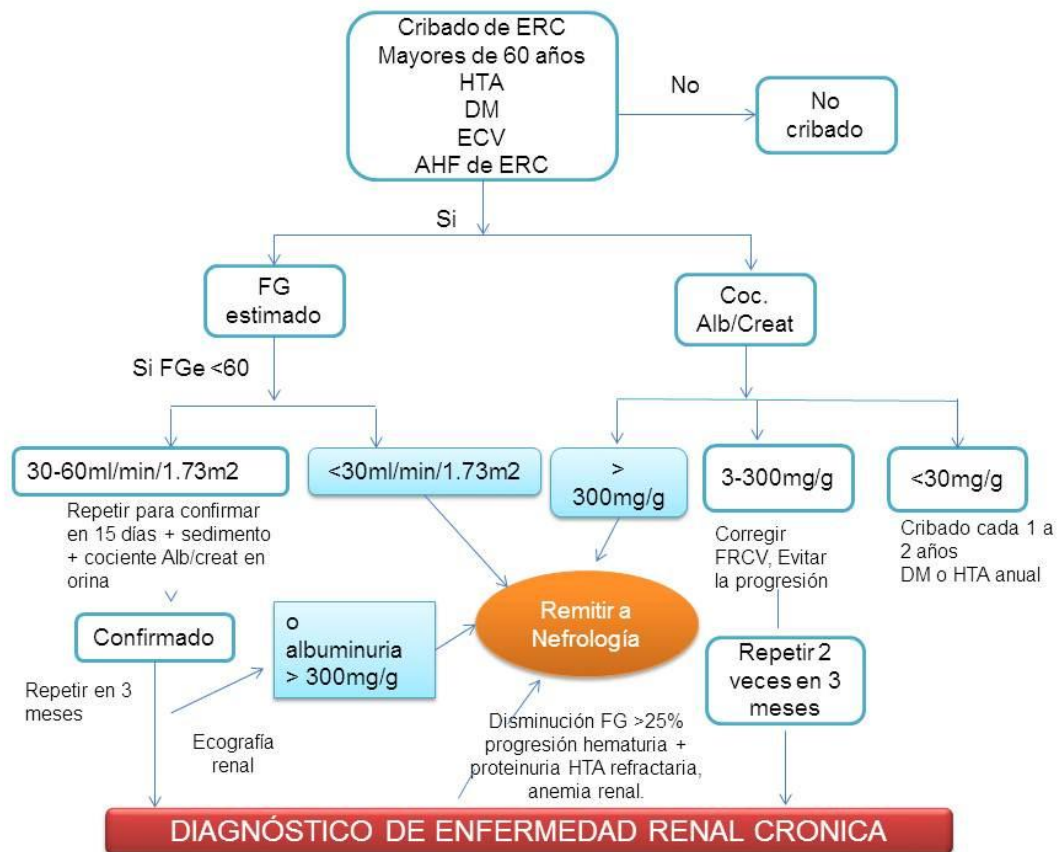 Cribado de ERC
Mayores de 60 años
HTA
DM
ECV
AHF de ERC
No
No
cribado
Si
FG
estimado
Coc.
Alb/Creat
Si FGe <60
30-60ml/min/1.73m2
<30ml/min/1.73m2
>
300mg/g
3-300mg/g
<30mg/g
Repetir para confirmar
en 15 días + sedimento
+ cociente Alb/creat en
orina
Corregir
FRCV, Evitar
la progresión
Cribado cada 1 a
2 años
DM o HTA anual
Confirmado
o
albuminuria
> 300mg/g
Remitir a
Nefrología
Repetir 2
veces en 3
meses
Repetir en 3
meses
Ecografía
renal
Disminución FG >25%
progresión hematuria +
proteinuria HTA refractaria,
anemia renal.
DIAGNÓSTICO DE ENFERMEDAD RENAL CRONICA